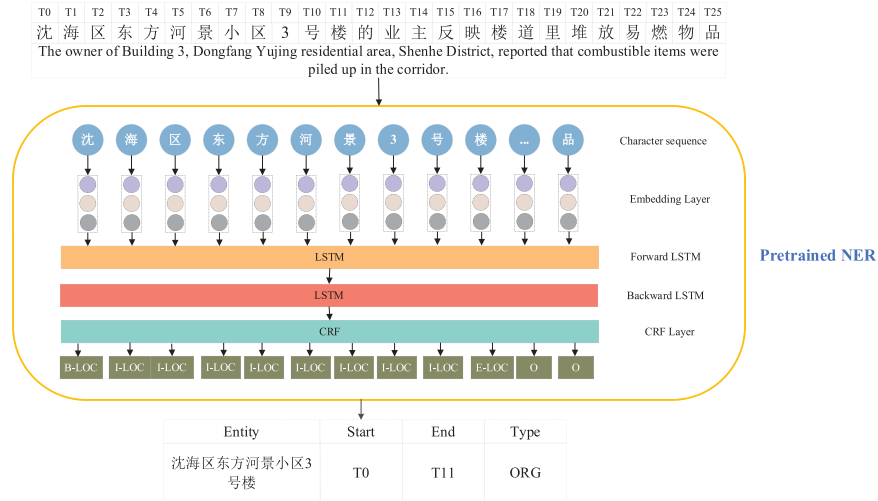 T0 T1 T2 T3 T4 T5 T6 T7 T8 T9 T10 T11 T12 T13 T14 T15 T16 T17 T18 T19 T20 T21 T22 T23 T24 T25
沈 海 区 东 方 河 景 小 区 3 号 楼 的 业 主 反 映 楼 道 里 堆 放 易 燃 物 品
The owner of Building 3, Dongfang Yujing residential area, Shenhe District, reported that combustible items were
piled up in the corridor.
沈 海 区 东 方 河 景 3 号 楼 ... 品 Character sequence
Embedding Layer
LSTM Forward LSTM
Pretrained NER
LSTM Backward LSTM
CRF CRF Layer
B-LOC I-LOC I-LOC I-LOC I-LOC I-LOC I-LOC I-LOC I-LOC E-LOC O O
Entity Start End Type
沈海区东方河景小区3
号楼 T0 T11 ORG